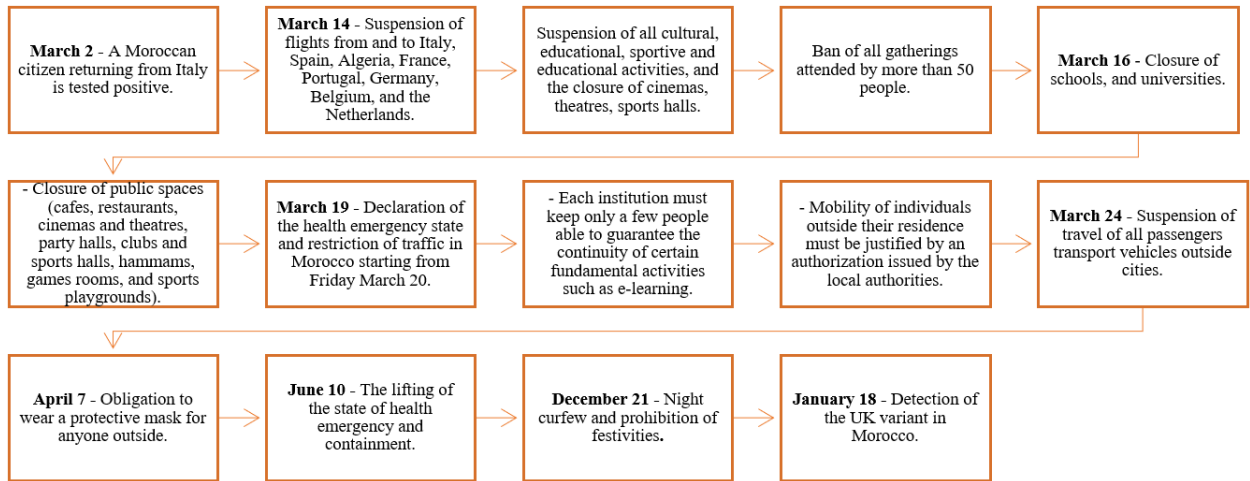 March 2 - A Moroccan
citizen returning from Italy
is tested positive.
March 14 - Suspension of
flights from and to Italy,
Spain, Algeria, France,
Portugal, Germany,
Belgium, and the
Netherlands.
Suspension of all cultural,
educational, sportive and
educational activities, and
the closure of cinemas,
theatres, sports halls.
Ban of all gatherings
attended by more than 50
people.
March 16 - Closure of
schools, and universities.
- Closure of public spaces
(cafes, restaurants,
cinemas and theatres,
party halls, clubs and
sports halls, hammams,
games rooms, and sports
playgrounds).
March 19 - Declaration of
the health emergency state
and restriction of traffic in
Morocco starting from
Friday March 20.
- Each institution must
keep only a few people
able to guarantee the
continuity of certain
fundamental activities
such as e-learning.
- Mobility of individuals
outside their residence
must be justified by an
authorization issued by the
local authorities.
March 24 - Suspension of
travel of all passengers
transport vehicles outside
cities.
April 7 - Obligation to
wear a protective mask for
anyone outside.
June 10 - The lifting of
the state of health
emergency and
containment.
December 21 - Night
curfew and prohibition of
festivities.
January 18 - Detection of
the UK variant in
Morocco.